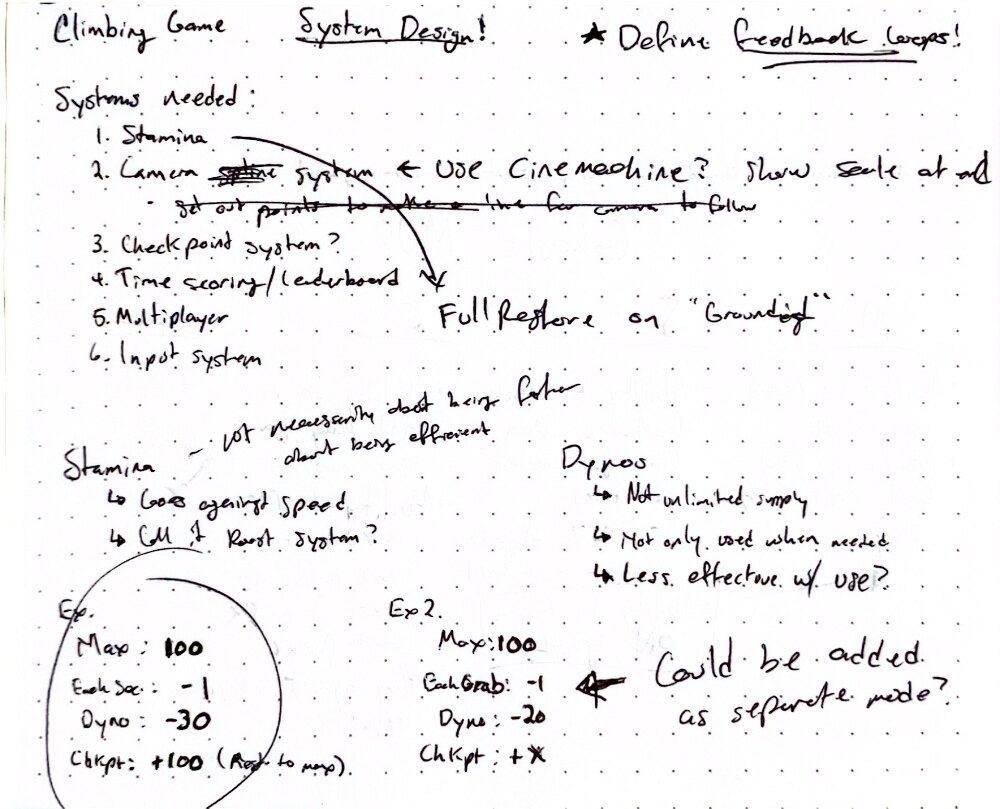 Climbing Game System Design! ★ Define feedback loops!
Systems needed:
1. Stamina
2. Camera spline system ← Use Cinemachine? Show scale at end
· Set out points to make a line for camera to follow
3. Checkpoint system?
4. Time scoring/leaderboard
5. Multiplayer
6. Input system
Full Restore on "Grounded"
Stamina - not necessarily about being faster
about being efficient
↳ Goes against speed
↳ Call it Boost system?
Dynos
↳ Not unlimited supply
↳ Not only used when needed
↳ Less effective w/ use?
Ex.
Max: 100
Each Sec: -1
Dyno: -30
ChKpt: +100 (Rest to max).
Ex 2.
Max: 100
Each Grab: -1
Dyno: -20
ChKpt: + X
← Could be added
as separate mode?